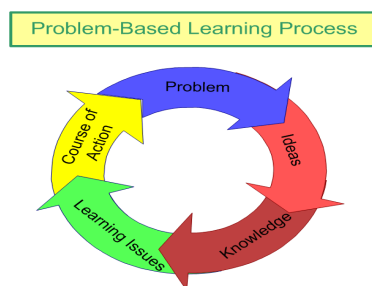 Problem-Based Learning Process
Problem
Ideas
Knowledge
Learning Issues
Course of
Action